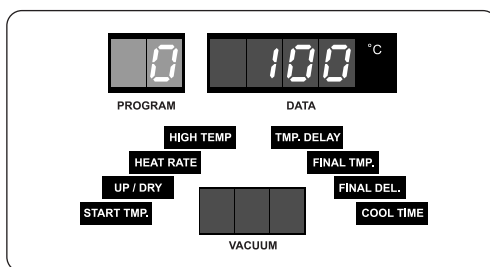 0 100 °C
PROGRAM DATA
HIGH TEMP TMP. DELAY
HEAT RATE FINAL TMP.
UP / DRY FINAL DEL.
START TMP. COOL TIME
VACUUM